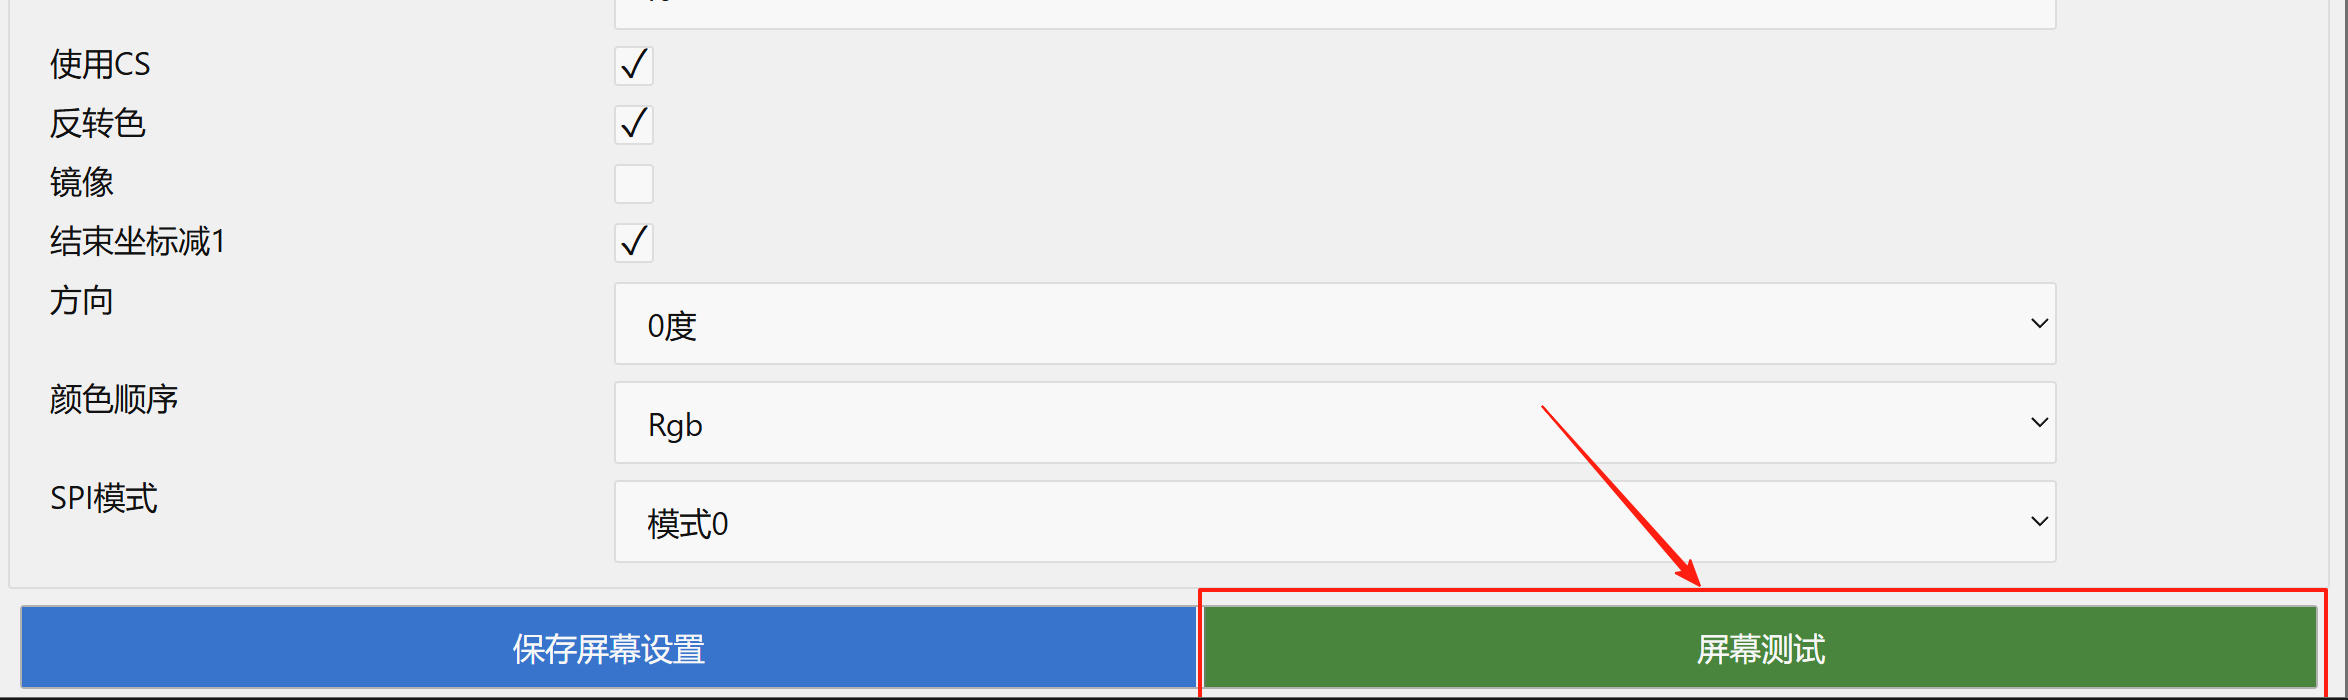 使用CS
反转色
镜像
结束坐标减1
方向
0度
颜色顺序
Rgb
SPI模式
模式0
保存屏幕设置
屏幕测试